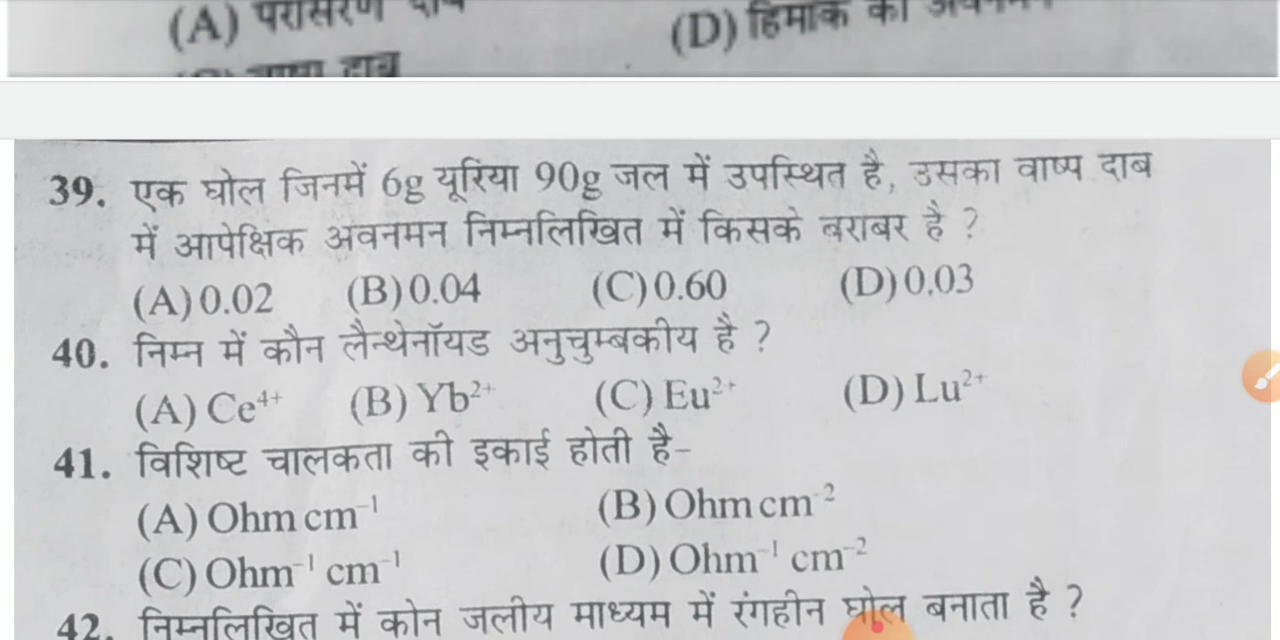 (A) परासरण दाब
(D) हिमांक का अवनमन
वाष्प दाब
39. एक घोल जिनमें 6g यूरिया 90g जल में उपस्थित है, उसका वाष्प दाब
में आपेक्षिक अवनमन निम्नलिखित में किसके बराबर है ?
(A) 0.02 (B) 0.04 (C) 0.60 (D) 0.03
40. निम्न में कौन लैन्थेनॉयड अनुचुम्बकीय है ?
(A) Ce⁴⁺ (B) Yb²⁺ (C) Eu²⁺ (D) Lu²⁺
41. विशिष्ट चालकता की इकाई होती है-
(A) Ohm cm⁻¹ (B) Ohm cm⁻²
(C) Ohm⁻¹ cm⁻¹ (D) Ohm⁻¹ cm⁻²
42. निम्नलिखित में कोन जलीय माध्यम में रंगहीन घोल बनाता है ?